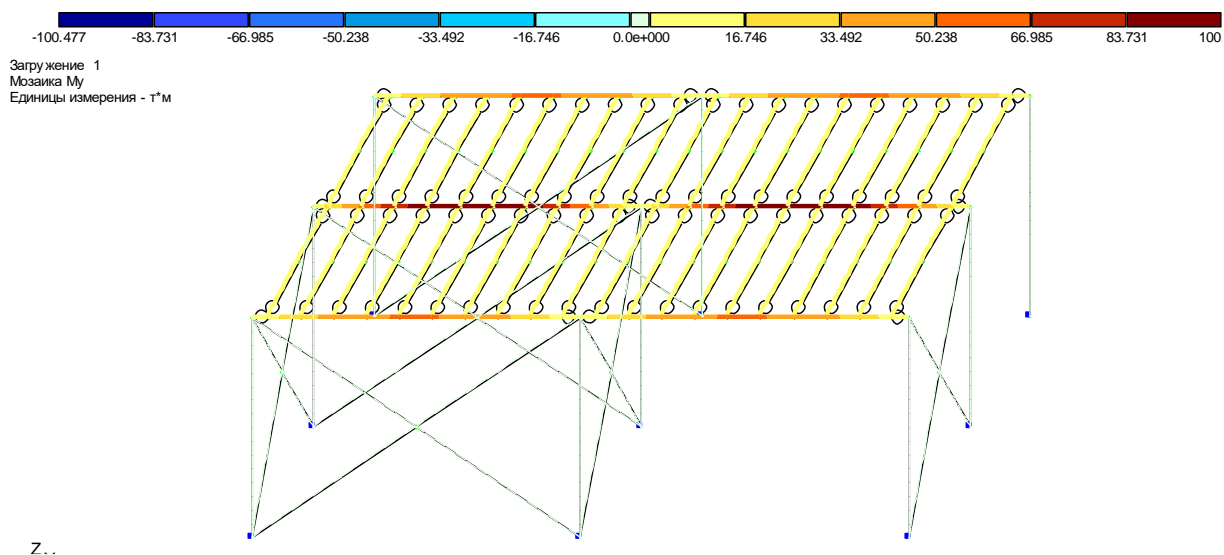 -100.477 -83.731 -66.985 -50.238 -33.492 -16.746 0.0e+000 16.746 33.492 50.238 66.985 83.731 100
Загружение 1
Мозаика My
Единицы измерения - т*м
Z